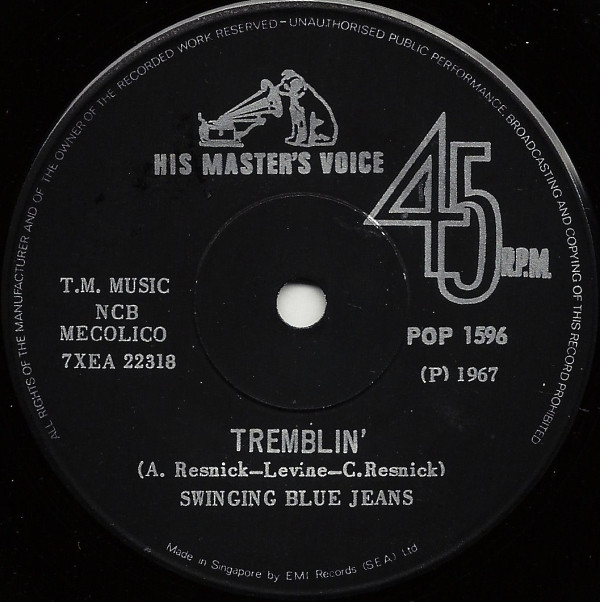 ALL RIGHTS OF THE MANUFACTURER AND OF THE OWNER OF THE RECORDED WORK RESERVED – UNAUTHORISED PUBLIC PERFORMANCE, BROADCASTING AND COPYING OF THIS RECORD PROHIBITED
HIS MASTER'S VOICE
45 R.P.M.
T.M. MUSIC
NCB
MECOLICO
7XEA 22318
POP 1596
(P) 1967
TREMBLIN'
(A. Resnick—Levine—C.Resnick)
SWINGING BLUE JEANS
Made in Singapore by EMI Records (S.E.A.) Ltd